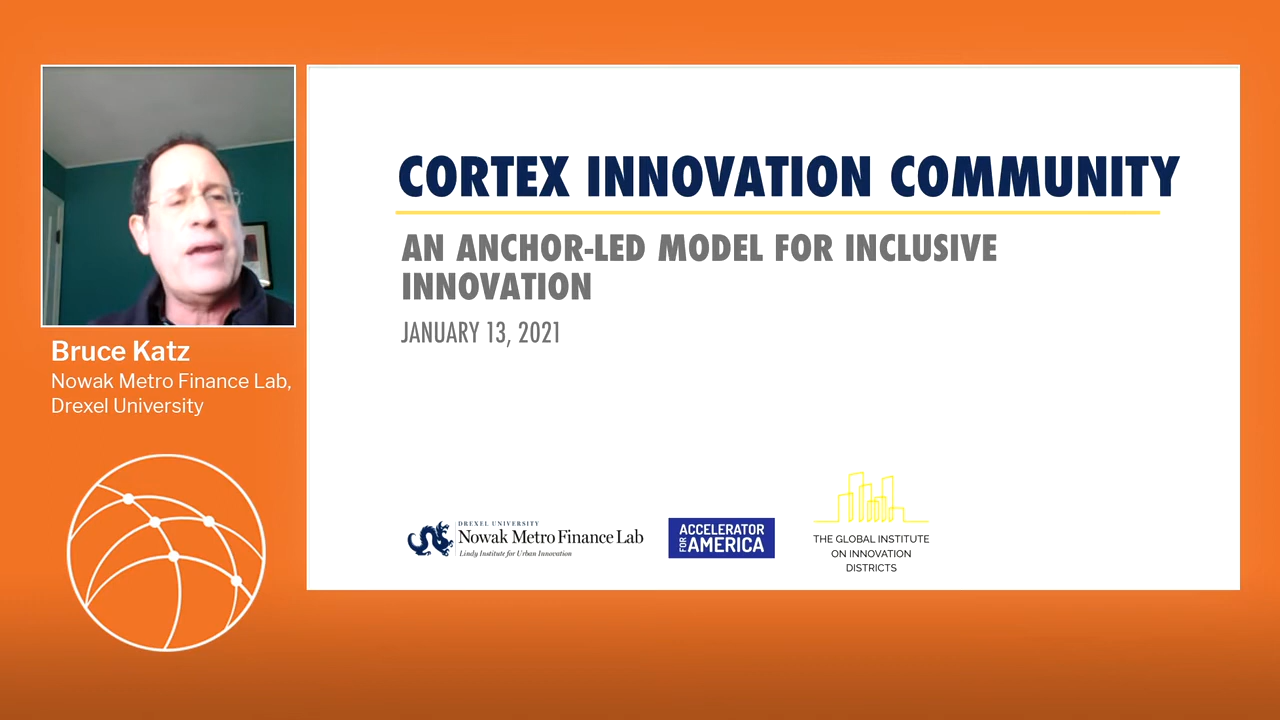 Bruce Katz
Nowak Metro Finance Lab,
Drexel University
CORTEX INNOVATION COMMUNITY
AN ANCHOR-LED MODEL FOR INCLUSIVE
INNOVATION
JANUARY 13, 2021
DREXEL UNIVERSITY
Nowak Metro Finance Lab
Lindy Institute for Urban Innovation
ACCELERATOR
FOR AMERICA
THE GLOBAL INSTITUTE
ON INNOVATION
DISTRICTS